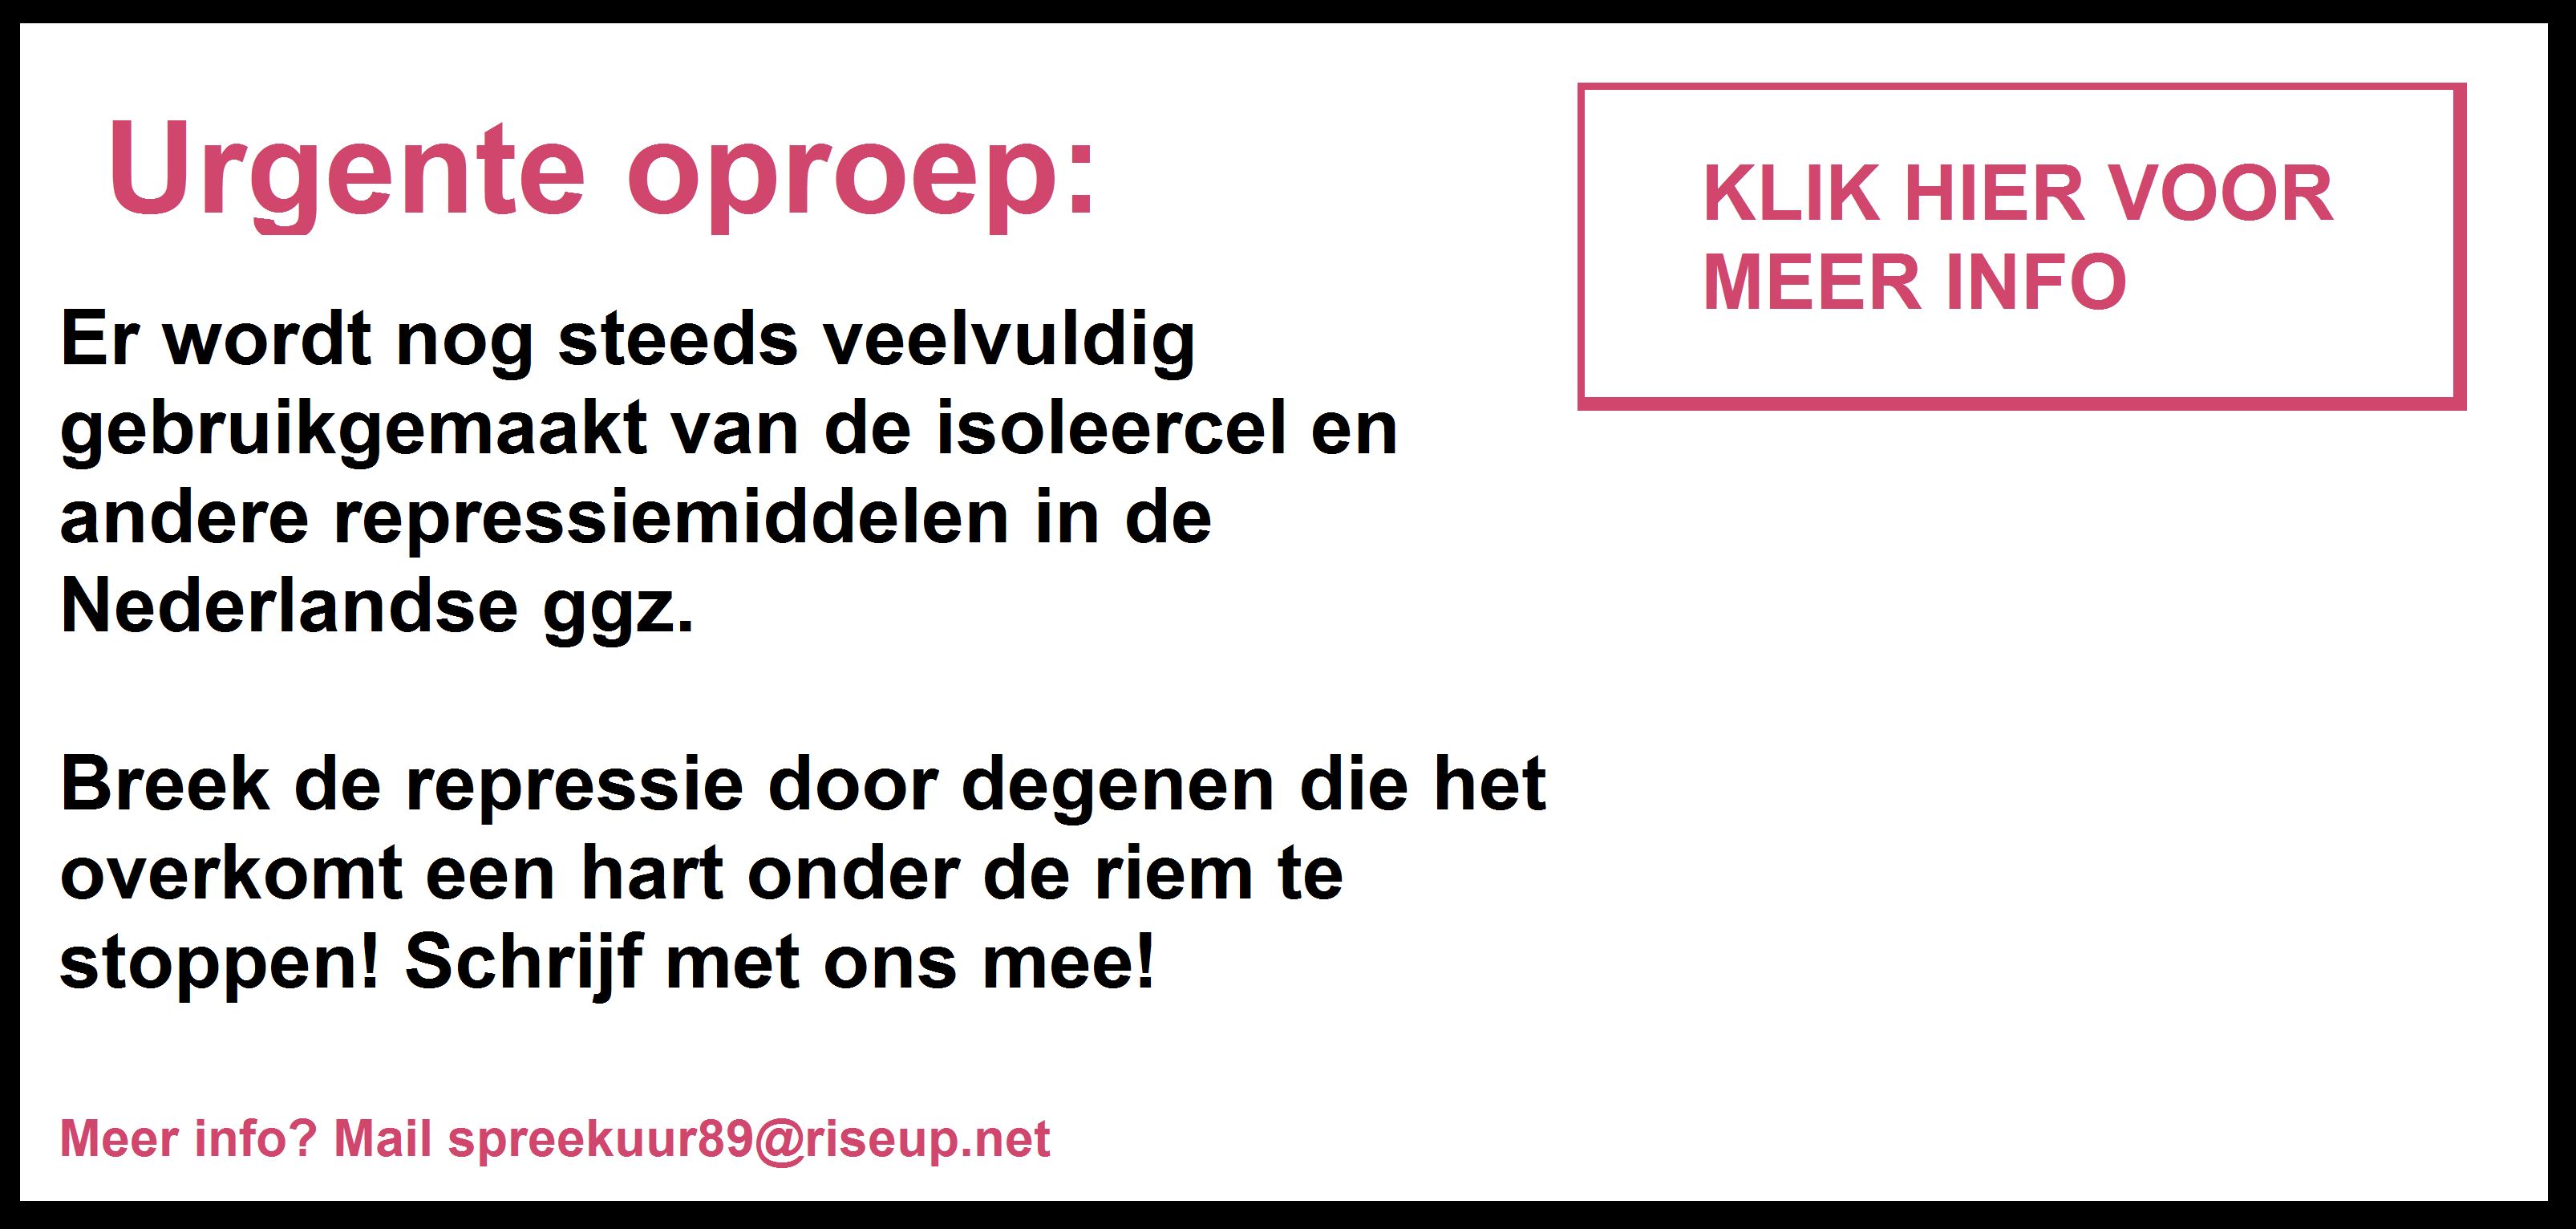 Urgente oproep:
KLIK HIER VOOR
MEER INFO
Er wordt nog steeds veelvuldig
gebruikgemaakt van de isoleercel en
andere repressiemiddelen in de
Nederlandse ggz.
Breek de repressie door degenen die het
overkomt een hart onder de riem te
stoppen! Schrijf met ons mee!
Meer info? Mail spreekuur89@riseup.net